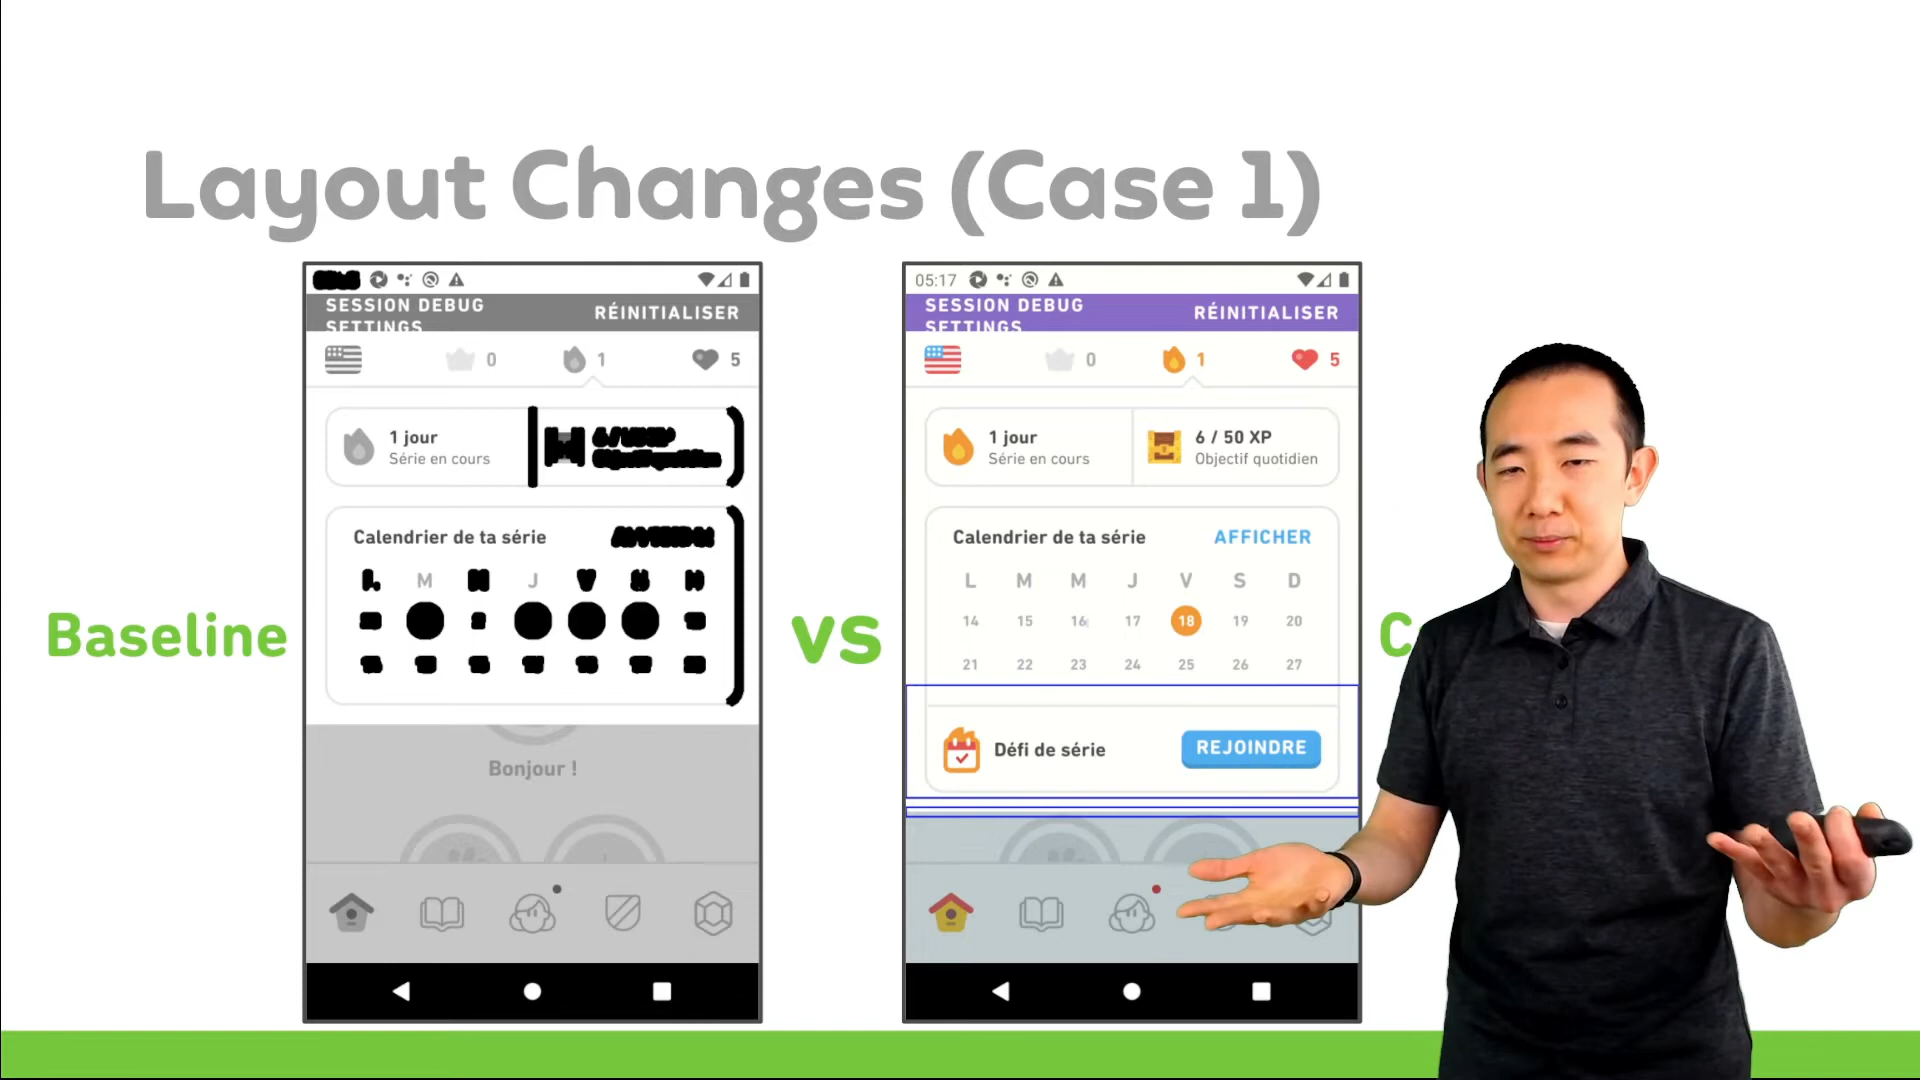 Layout Changes (Case 1)
Baseline
SESSION DEBUG
SETTINGS
RÉINITIALISER
0
1
5
1 jour
Série en cours
Calendrier de ta série
M
J
Bonjour !
vs
05:17
SESSION DEBUG
SETTINGS
RÉINITIALISER
0
1
5
1 jour
Série en cours
6 / 50 XP
Objectif quotidien
Calendrier de ta série
AFFICHER
L M M J V S D
14 15 16 17 18 19 20
21 22 23 24 25 26 27
Défi de série
REJOINDRE